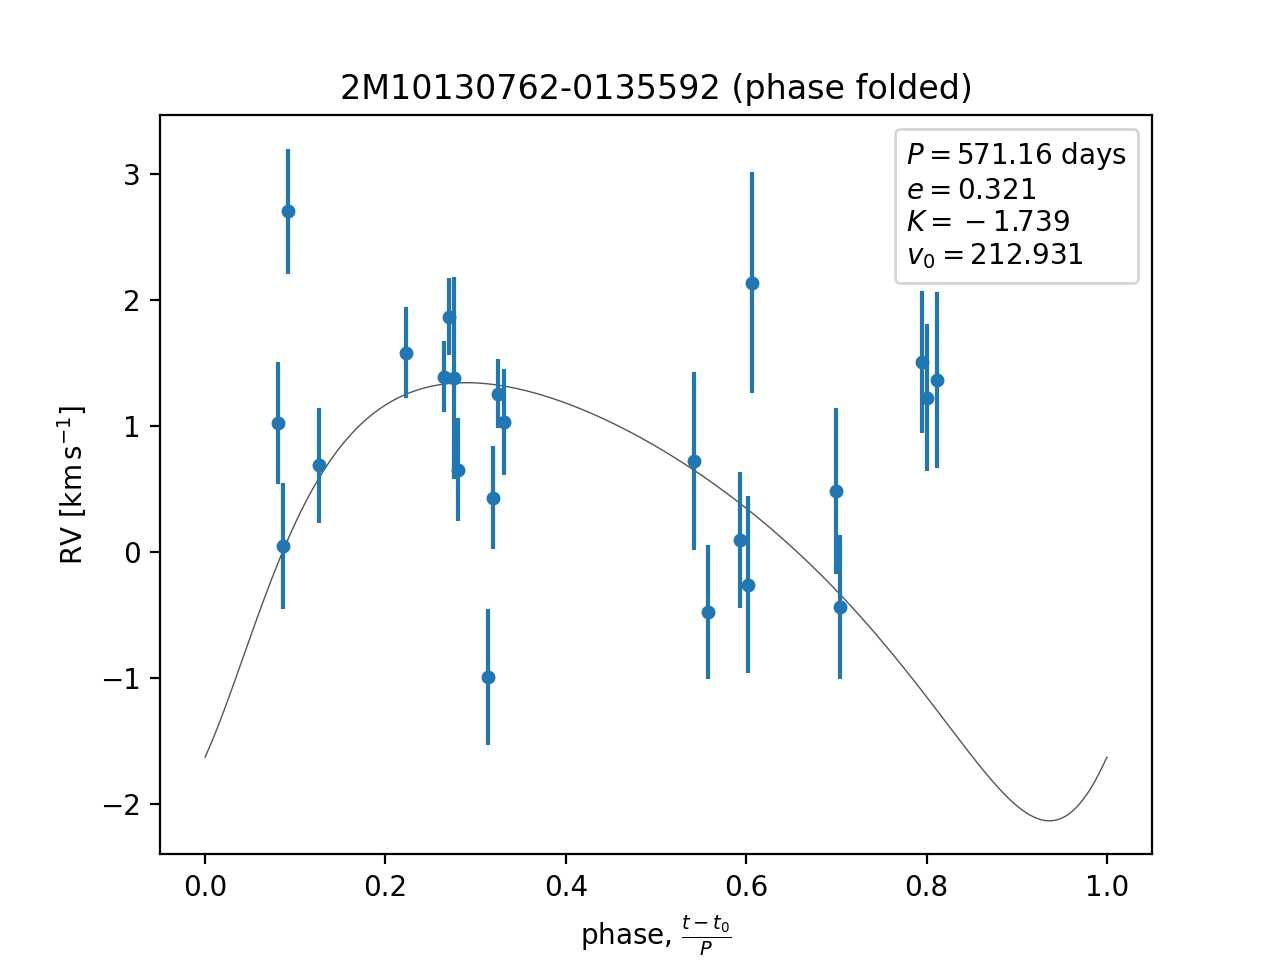 2M10130762-0135592 (phase folded)
P = 571.16 days
e = 0.321
K = −1.739
v₀ = 212.931
3
2
1
0
−1
−2
RV [km s⁻¹]
0.0 0.2 0.4 0.6 0.8 1.0
phase, (t − t₀)/P